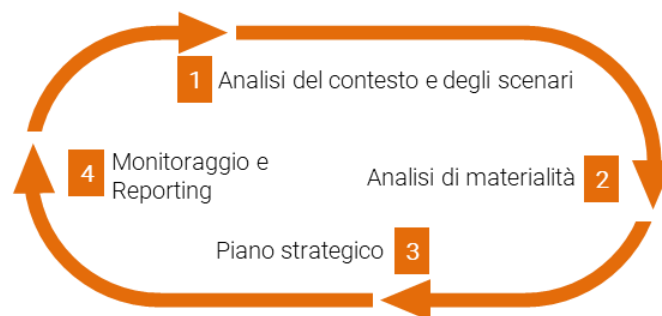 1 Analisi del contesto e degli scenari
Analisi di materialità 2
Piano strategico 3
4 Monitoraggio e
Reporting